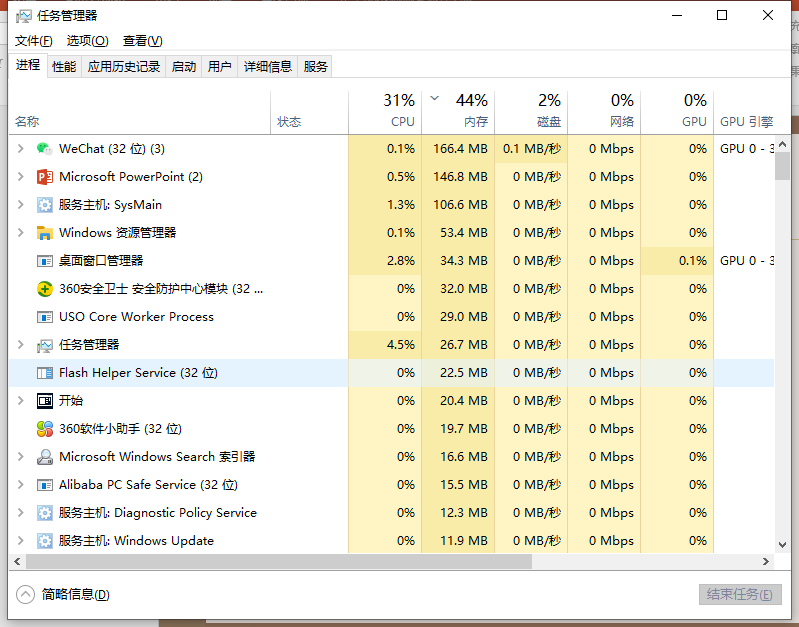 任务管理器
文件(F) 选项(O) 查看(V)
进程 性能 应用历史记录 启动 用户 详细信息 服务
31% 44% 2% 0% 0%
名称 状态 CPU 内存 磁盘 网络 GPU GPU 引擎
WeChat (32 位) (3) 0.1% 166.4 MB 0.1 MB/秒 0 Mbps 0% GPU 0 - 3
Microsoft PowerPoint (2) 0.5% 146.8 MB 0 MB/秒 0 Mbps 0%
服务主机: SysMain 1.3% 106.6 MB 0 MB/秒 0 Mbps 0%
Windows 资源管理器 0.1% 53.4 MB 0 MB/秒 0 Mbps 0%
桌面窗口管理器 2.8% 34.3 MB 0 MB/秒 0 Mbps 0.1% GPU 0 - 3
360安全卫士 安全防护中心模块 (32 ... 0% 32.0 MB 0 MB/秒 0 Mbps 0%
USO Core Worker Process 0% 29.0 MB 0 MB/秒 0 Mbps 0%
任务管理器 4.5% 26.7 MB 0 MB/秒 0 Mbps 0%
Flash Helper Service (32 位) 0% 22.5 MB 0 MB/秒 0 Mbps 0%
开始 0% 20.4 MB 0 MB/秒 0 Mbps 0%
360软件小助手 (32 位) 0% 19.7 MB 0 MB/秒 0 Mbps 0%
Microsoft Windows Search 索引器 0% 16.6 MB 0 MB/秒 0 Mbps 0%
Alibaba PC Safe Service (32 位) 0% 15.5 MB 0 MB/秒 0 Mbps 0%
服务主机: Diagnostic Policy Service 0% 12.3 MB 0 MB/秒 0 Mbps 0%
服务主机: Windows Update 0% 11.9 MB 0 MB/秒 0 Mbps 0%
简略信息(D) 结束任务(E)